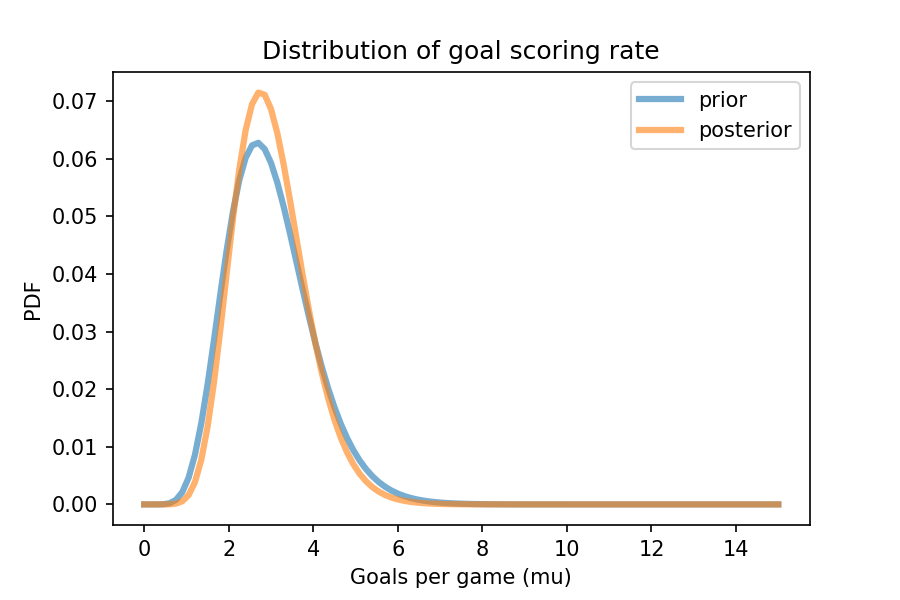 Distribution of goal scoring rate
prior
posterior
0.07
0.06
0.05
0.04
0.03
0.02
0.01
0.00
PDF
0 2 4 6 8 10 12 14
Goals per game (mu)